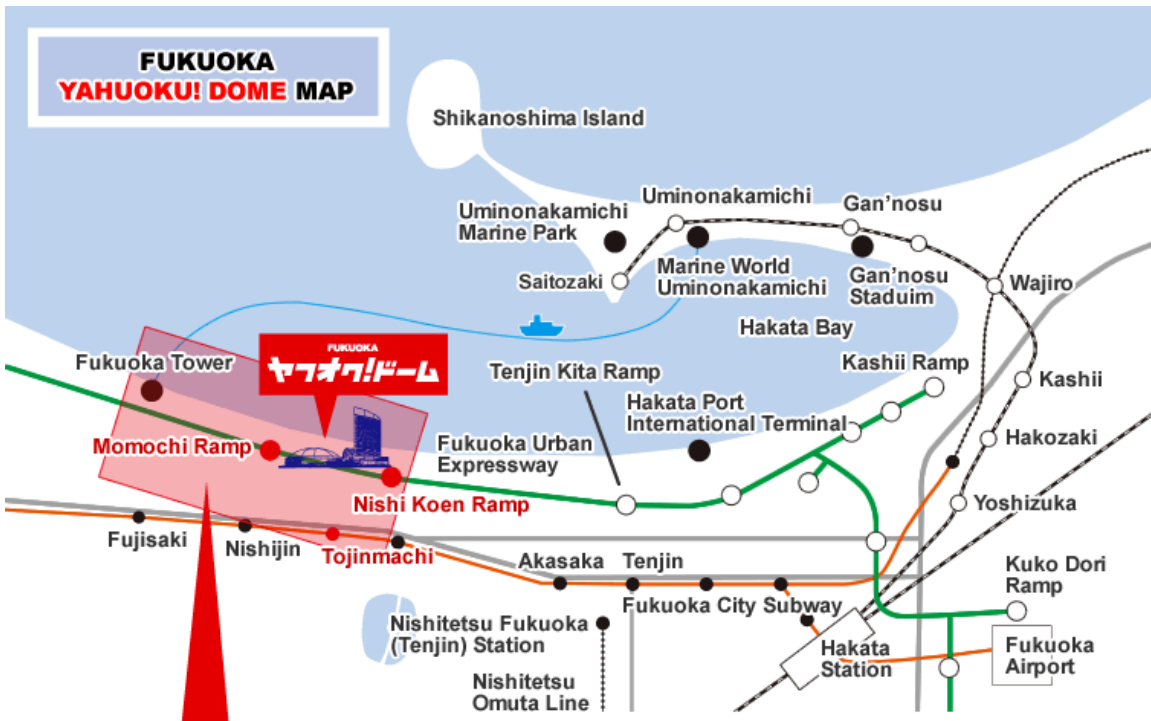 FUKUOKA
YAHUOKU! DOME MAP
Shikanoshima Island
Uminonakamichi
Gan'nosu
Uminonakamichi
Marine Park
Saitozaki
Marine World
Uminonakamichi
Gan'nosu
Staduim
Wajiro
Hakata Bay
Fukuoka Tower
FUKUOKA
ヤフオク!ドーム
Tenjin Kita Ramp
Kashii Ramp
Kashii
Hakata Port
International Terminal
Momochi Ramp
Fukuoka Urban
Expressway
Hakozaki
Nishi Koen Ramp
Yoshizuka
Fujisaki
Nishijin
Tojinmachi
Akasaka
Tenjin
Kuko Dori
Ramp
Fukuoka City Subway
Nishitetsu Fukuoka
(Tenjin) Station
Hakata
Station
Fukuoka
Airport
Nishitetsu
Omuta Line